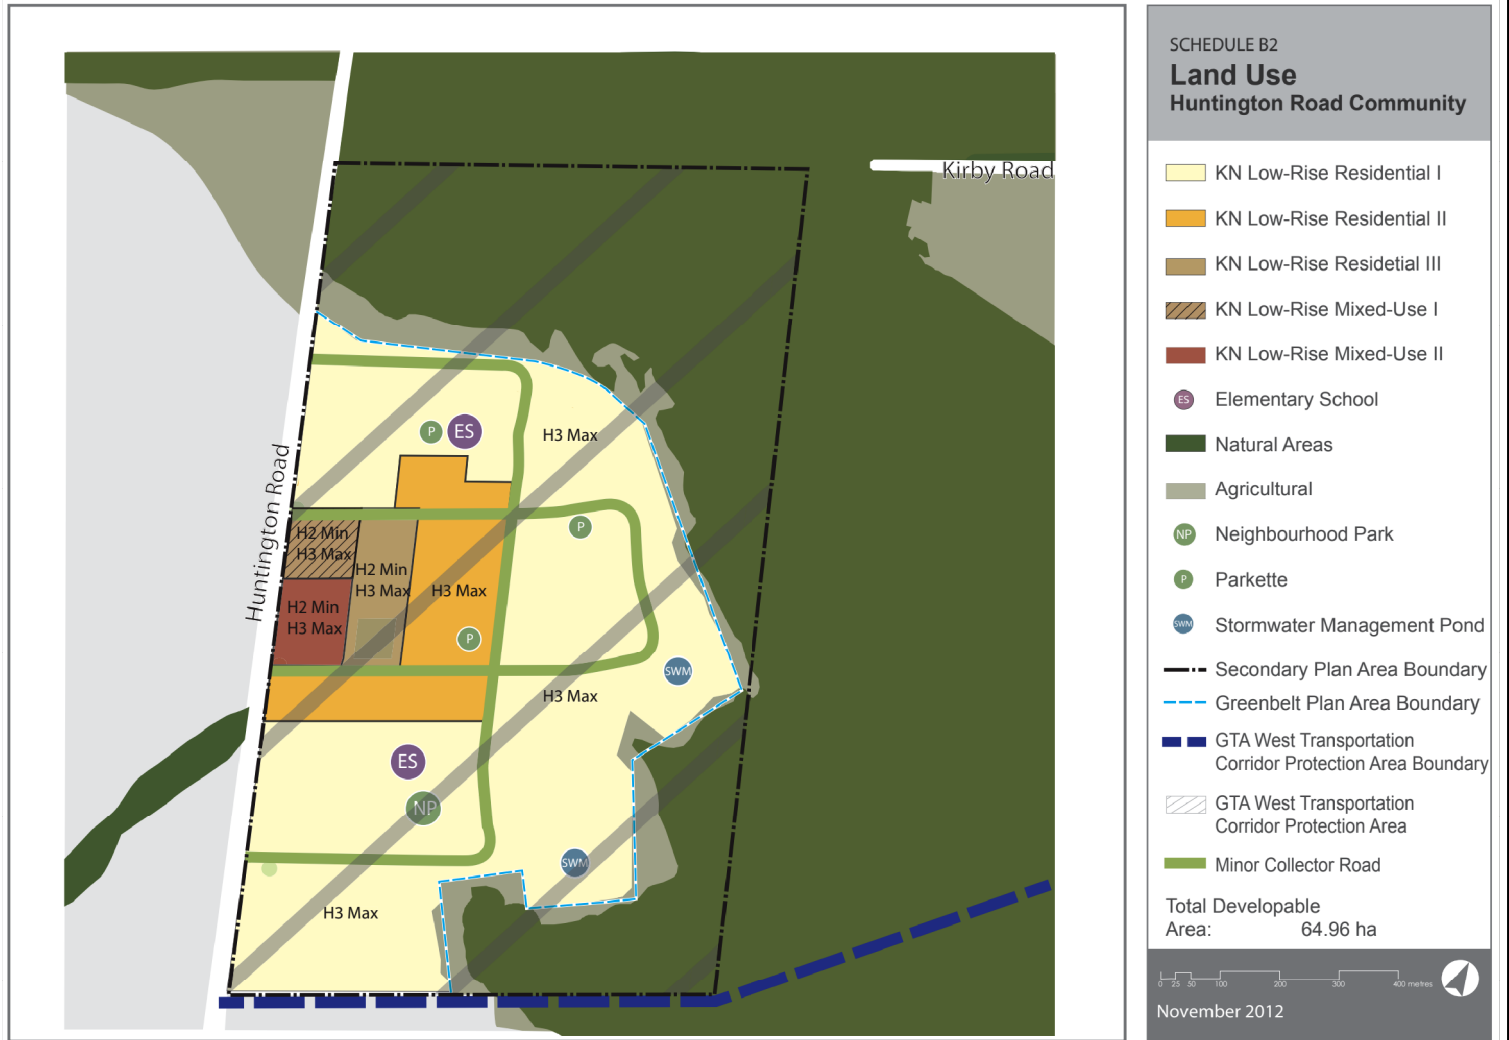 SCHEDULE B2
Land Use
Huntington Road Community
KN Low-Rise Residential I
KN Low-Rise Residential II
KN Low-Rise Residetial III
KN Low-Rise Mixed-Use I
KN Low-Rise Mixed-Use II
ES Elementary School
Natural Areas
Agricultural
NP Neighbourhood Park
P Parkette
SWM Stormwater Management Pond
Secondary Plan Area Boundary
Greenbelt Plan Area Boundary
GTA West Transportation
Corridor Protection Area Boundary
GTA West Transportation
Corridor Protection Area
Minor Collector Road
Total Developable
Area: 64.96 ha
0 25 50 100 200 300 400 metres
November 2012
Kirby Road
Huntington Road
P ES
H3 Max
P
H2 Min
H3 Max
H2 Min
H3 Max
H3 Max
H2 Min
H3 Max
P
SWM
H3 Max
ES
NP
SWM
H3 Max